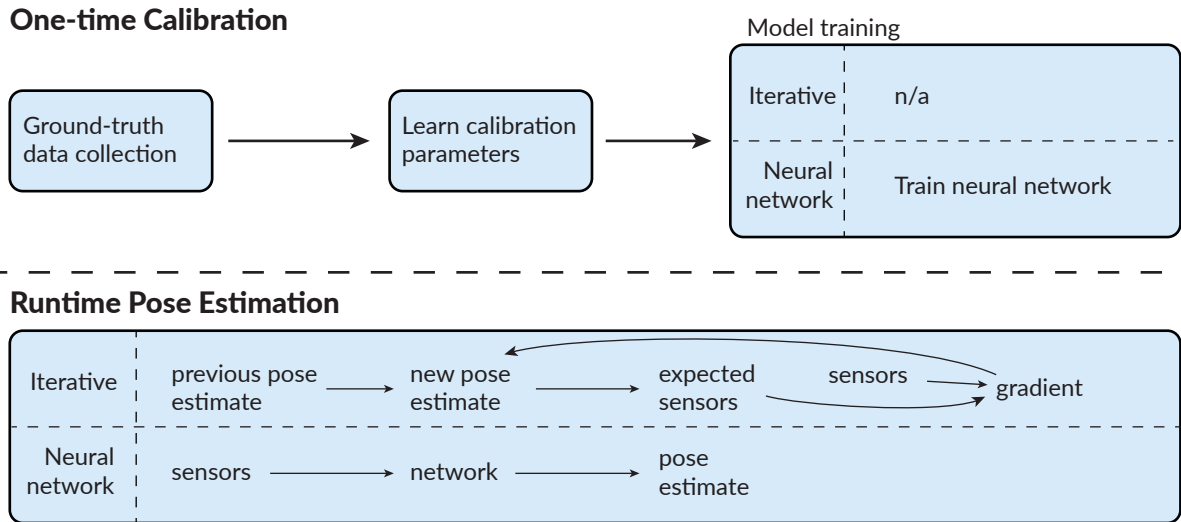 One-time Calibration
Model training
Ground-truth
data collection
Learn calibration
parameters
Iterative
n/a
Neural
network
Train neural network
Runtime Pose Estimation
Iterative
previous pose
estimate
new pose
estimate
expected
sensors
sensors
gradient
Neural
network
sensors
network
pose
estimate